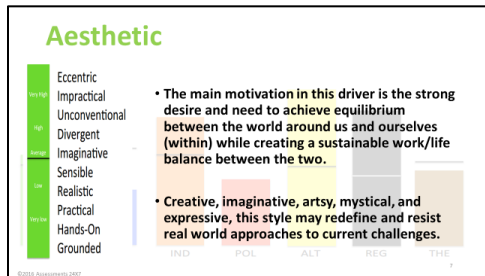 Aesthetic
Very High
High
Average
Low
Very low
Eccentric
Impractical
Unconventional
Divergent
Imaginative
Sensible
Realistic
Practical
Hands-On
Grounded
• The main motivation in this driver is the strong
desire and need to achieve equilibrium
between the world around us and ourselves
(within) while creating a sustainable work/life
balance between the two.
• Creative, imaginative, artsy, mystical, and
expressive, this style may redefine and resist
real world approaches to current challenges.
IND POL ALT REG THE
©2016 Assessments 24x7
7